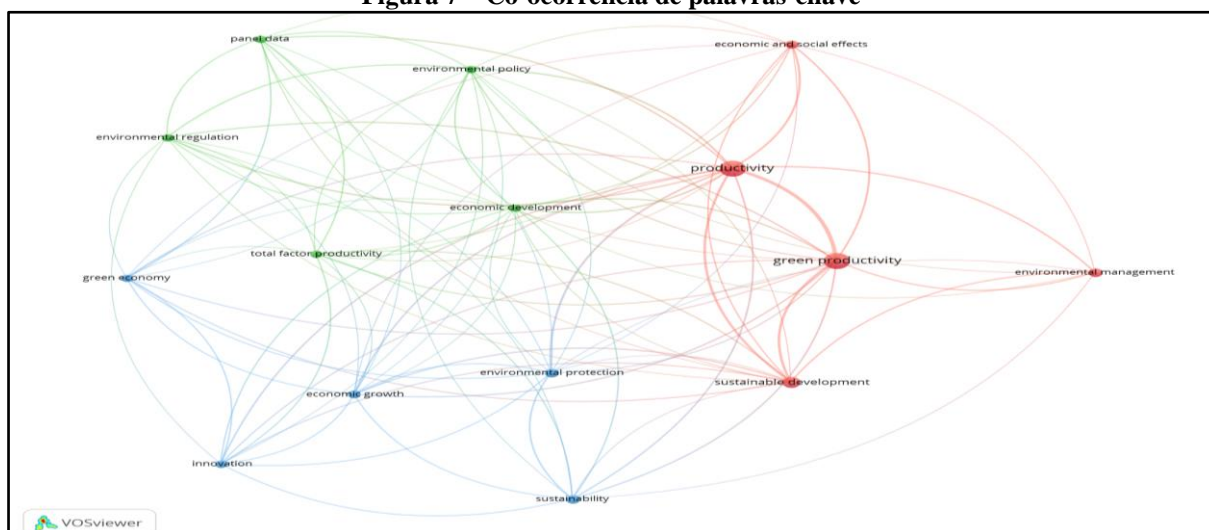 Figura 7 – Co-ocorrência de palavras-chave
panel data
economic and social effects
environmental policy
environmental regulation
productivity
economic development
total factor productivity
green productivity
green economy
environmental management
environmental protection
sustainable development
economic growth
innovation
sustainability
VOSviewer